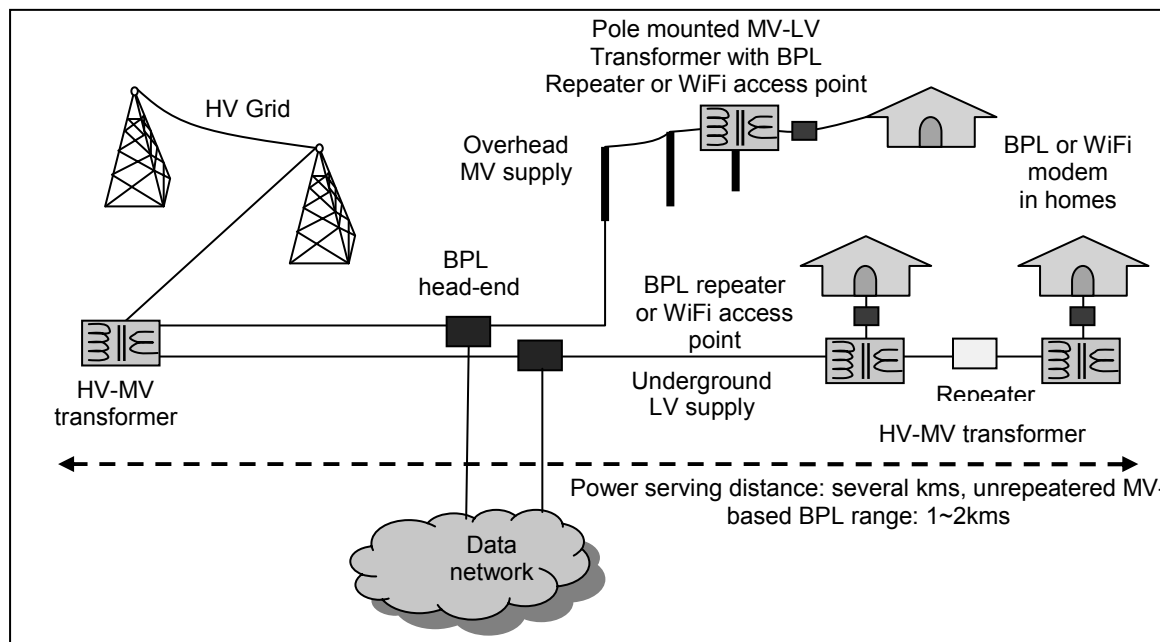 Pole mounted MV-LV
Transformer with BPL
Repeater or WiFi access point
HV Grid
Overhead
MV supply
BPL or WiFi
modem
in homes
BPL
head-end
BPL repeater
or WiFi access
point
HV-MV
transformer
Underground
LV supply
Repeater
HV-MV transformer
Power serving distance: several kms, unrepeatered MV-
based BPL range: 1~2kms
Data
network